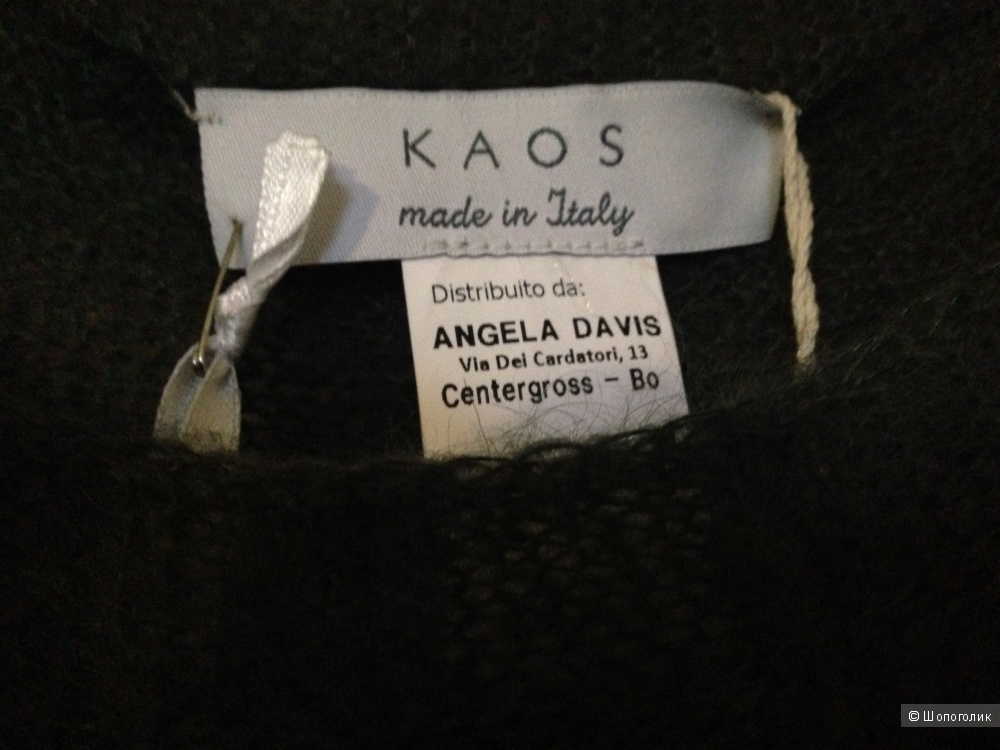 KAOS
made in Italy
Distribuito da:
ANGELA DAVIS
Via Dei Cardatori, 13
Centergross - Bo
© Шопоголик